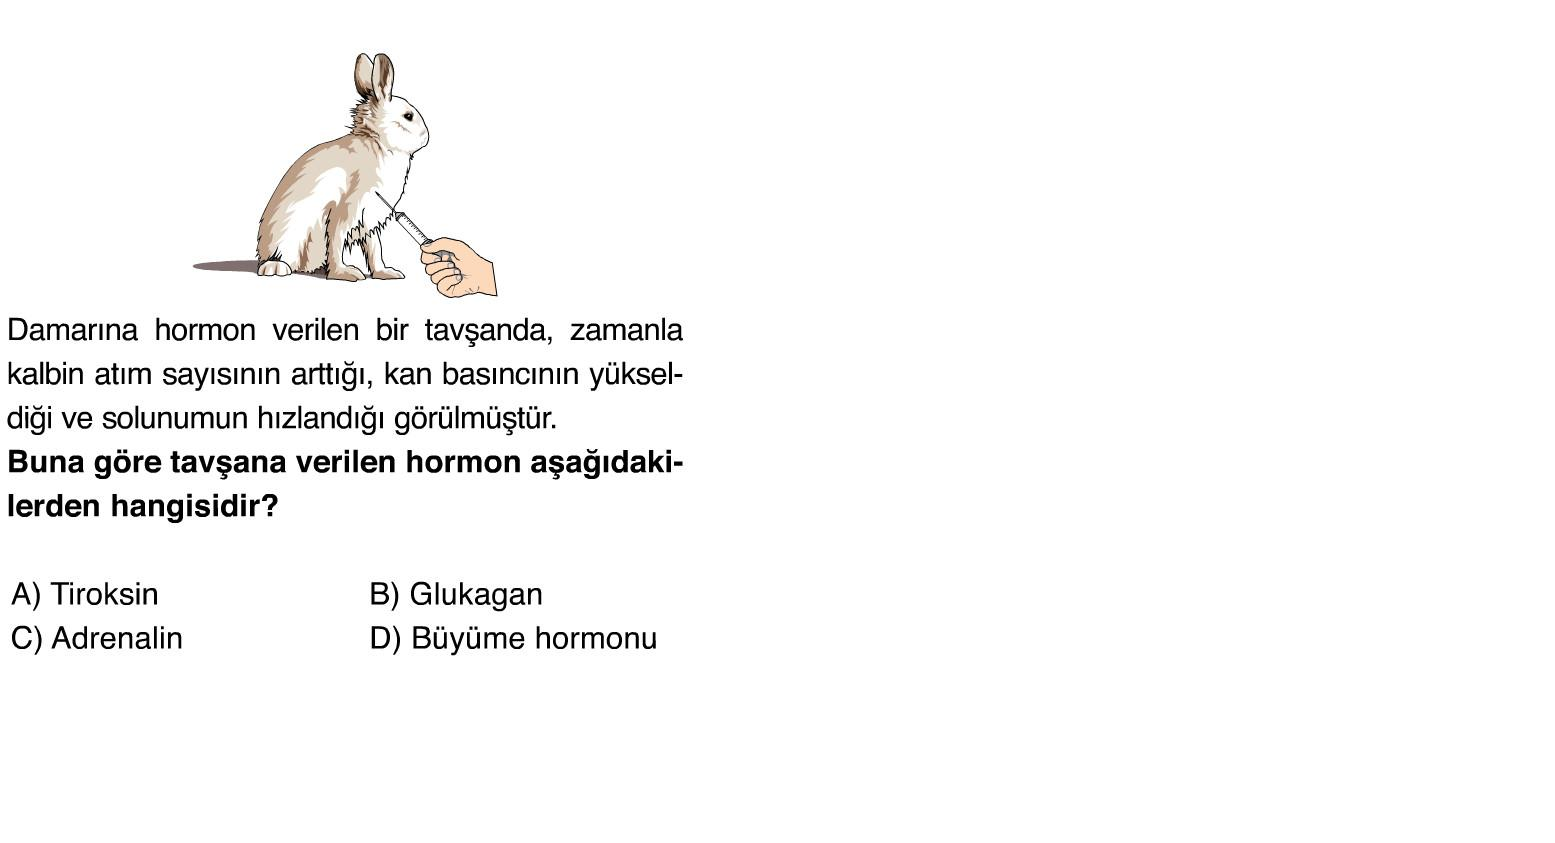 Damarına hormon verilen bir tavşanda, zamanla
kalbin atım sayısının arttığı, kan basıncının yüksel-
diği ve solunumun hızlandığı görülmüştür.
Buna göre tavşana verilen hormon aşağıdaki-
lerden hangisidir?
A) Tiroksin B) Glukagan
C) Adrenalin D) Büyüme hormonu